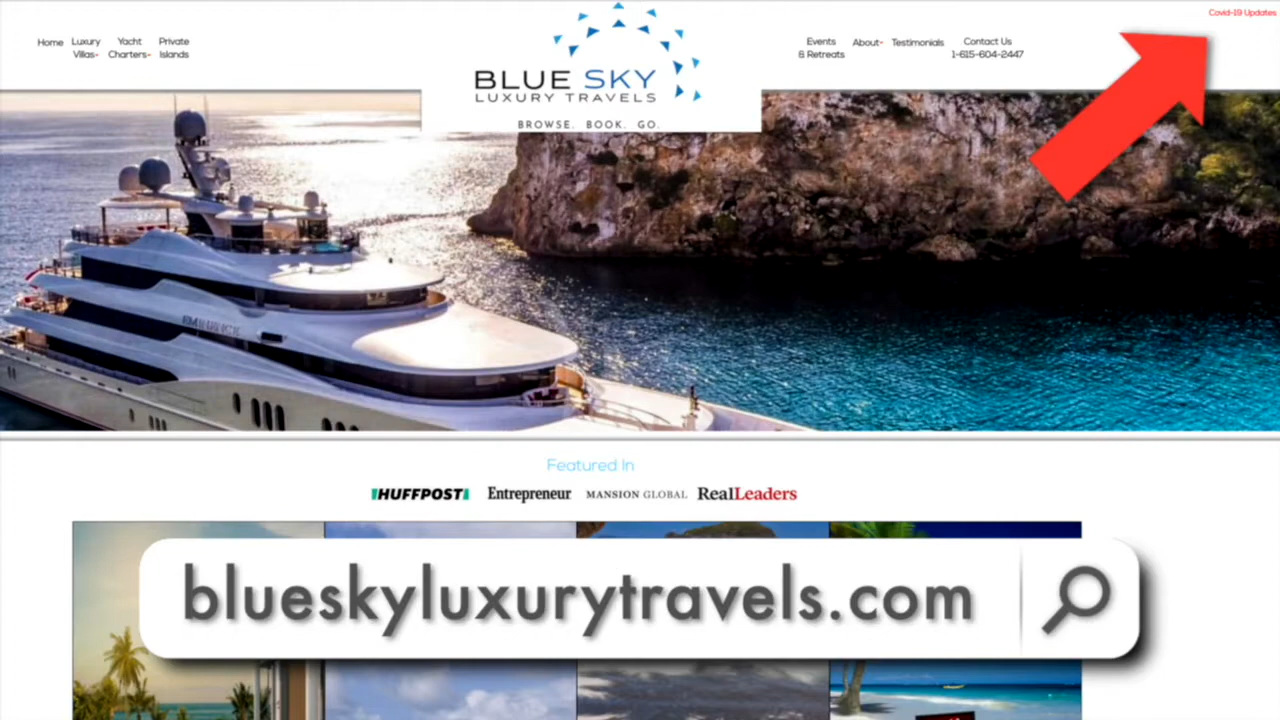 Covid-19 Updates
Home
Luxury
Villas
Yacht
Charters
Private
Islands
BLUE SKY
LUXURY TRAVELS
BROWSE. BOOK. GO.
Events
& Retreats
About
Testimonials
Contact Us
1-615-604-2447
Featured In
HUFFPOST
Entrepreneur
MANSION GLOBAL
RealLeaders
blueskyluxurytravels.com